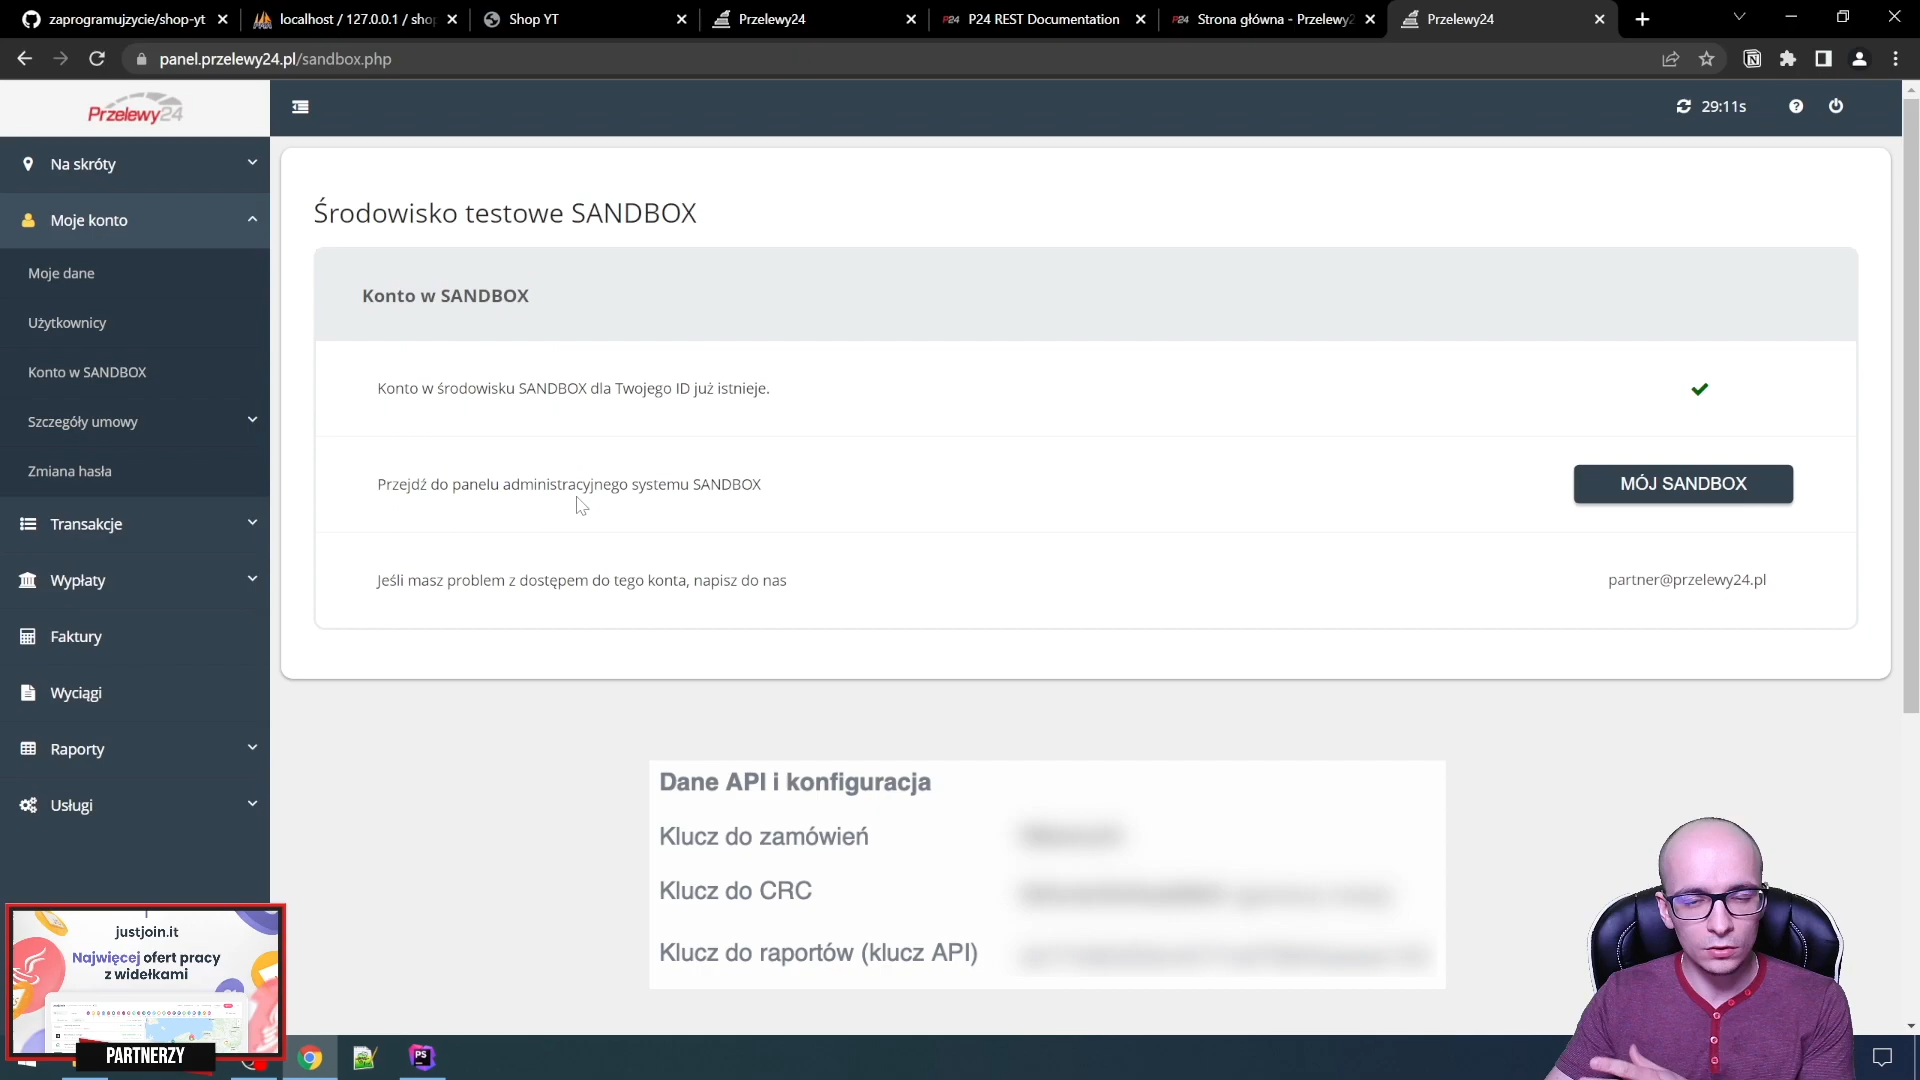 zaprogramujzycie/shop-yt
localhost / 127.0.0.1 / shop
Shop YT
Przelewy24
P24 P24 REST Documentation
P24 Strona główna - Przelewy2
Przelewy24
panel.przelewy24.pl/sandbox.php
Przelewy24
29:11s
Na skróty
Moje konto
Moje dane
Użytkownicy
Konto w SANDBOX
Szczegóły umowy
Zmiana hasła
Transakcje
Wypłaty
Faktury
Wyciągi
Raporty
Usługi
Środowisko testowe SANDBOX
Konto w SANDBOX
Konto w środowisku SANDBOX dla Twojego ID już istnieje.
Przejdź do panelu administracyjnego systemu SANDBOX
MÓJ SANDBOX
Jeśli masz problem z dostępem do tego konta, napisz do nas
partner@przelewy24.pl
Dane API i konfiguracja
Klucz do zamówień
Klucz do CRC
Klucz do raportów (klucz API)
justjoin.it
Najwięcej ofert pracy
z widełkami
PARTNERZY
PS